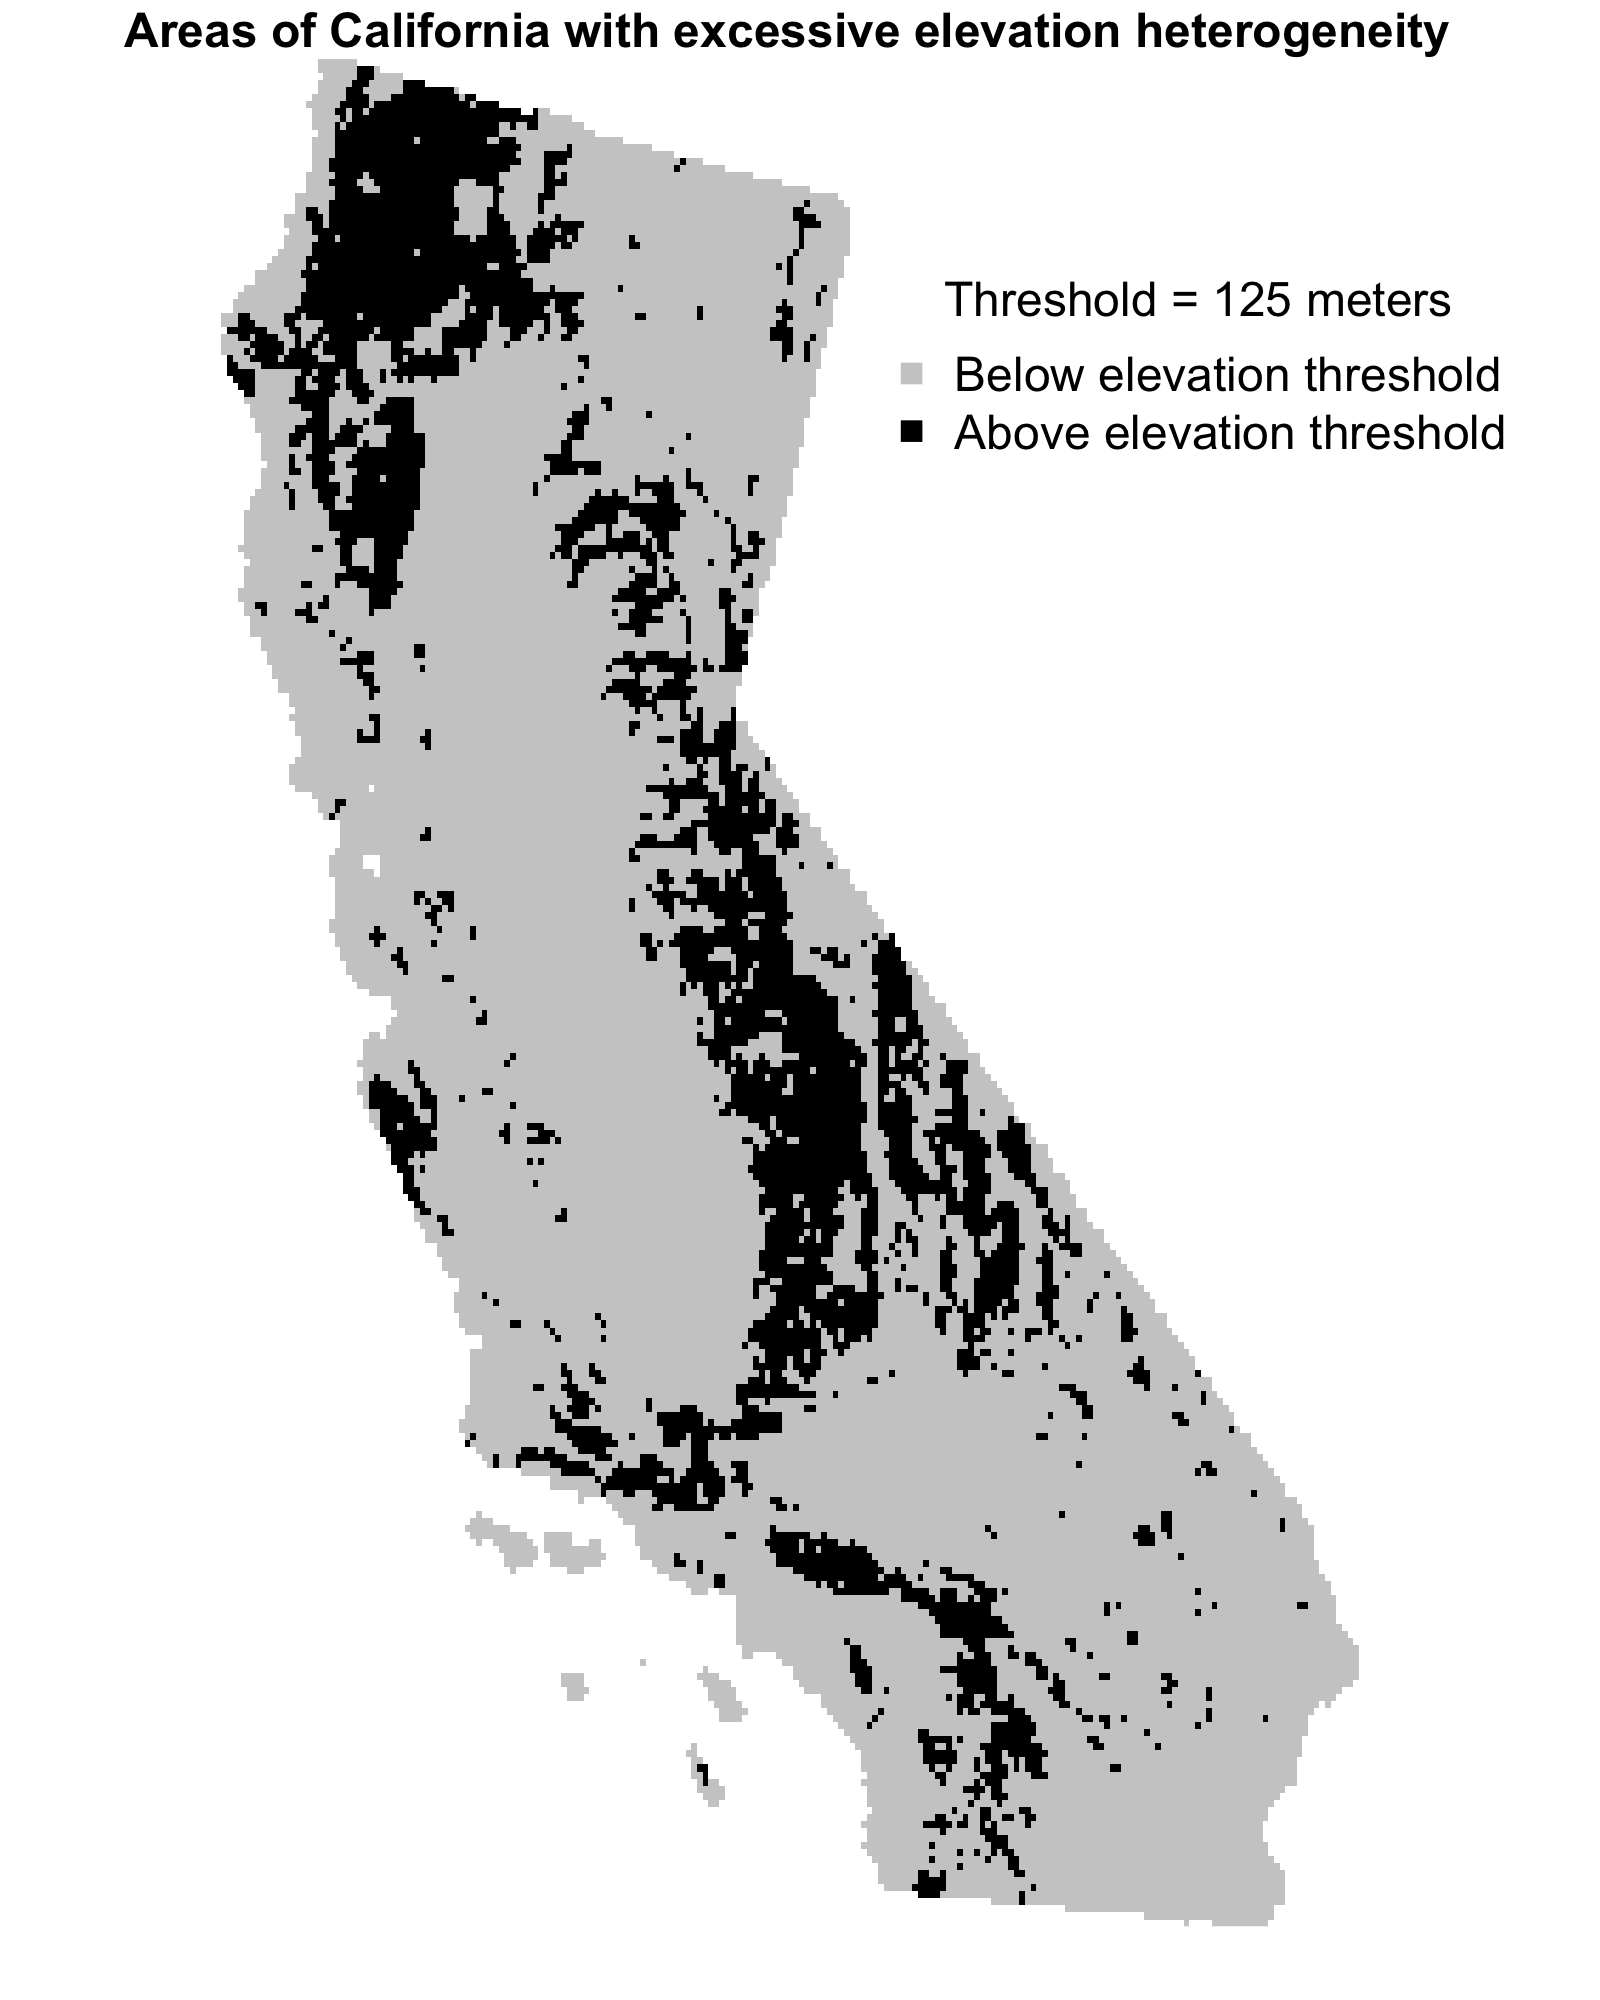 Areas of California with excessive elevation heterogeneity
Threshold = 125 meters
Below elevation threshold
Above elevation threshold